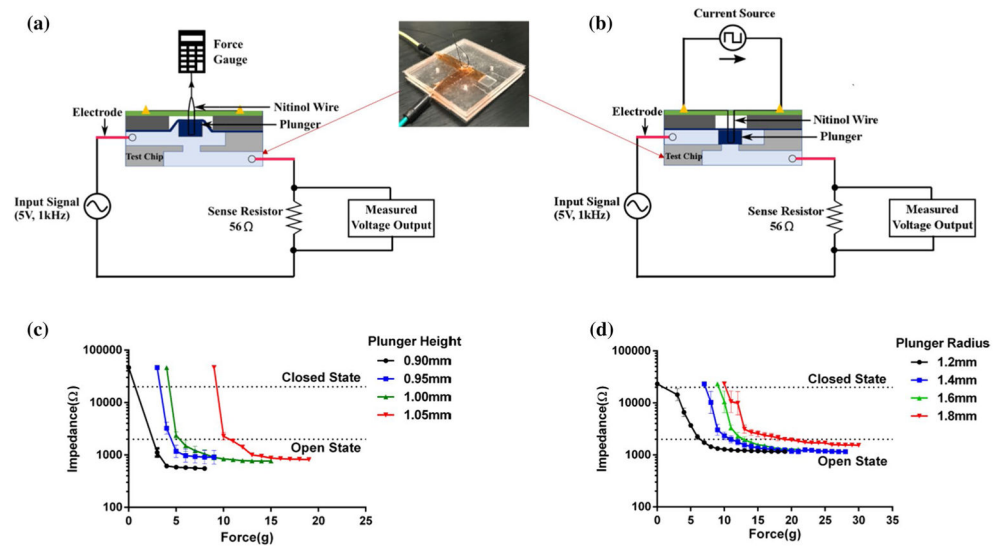 (a)
Force
Gauge
Nitinol Wire
Electrode
Plunger
Test Chip
Input Signal
(5V, 1kHz)
Sense Resistor
56Ω
Measured
Voltage Output
(b)
Current Source
Electrode
Nitinol Wire
Plunger
Test Chip
Input Signal
(5V, 1kHz)
Sense Resistor
56Ω
Measured
Voltage Output
(c)
Plunger Height
0.90mm
0.95mm
1.00mm
1.05mm
100000
10000
1000
100
Impedance(Ω)
Closed State
Open State
0 5 10 15 20 25
Force(g)
(d)
Plunger Radius
1.2mm
1.4mm
1.6mm
1.8mm
100000
10000
1000
100
Impedance(Ω)
Closed State
Open State
0 5 10 15 20 25 30 35
Force(g)